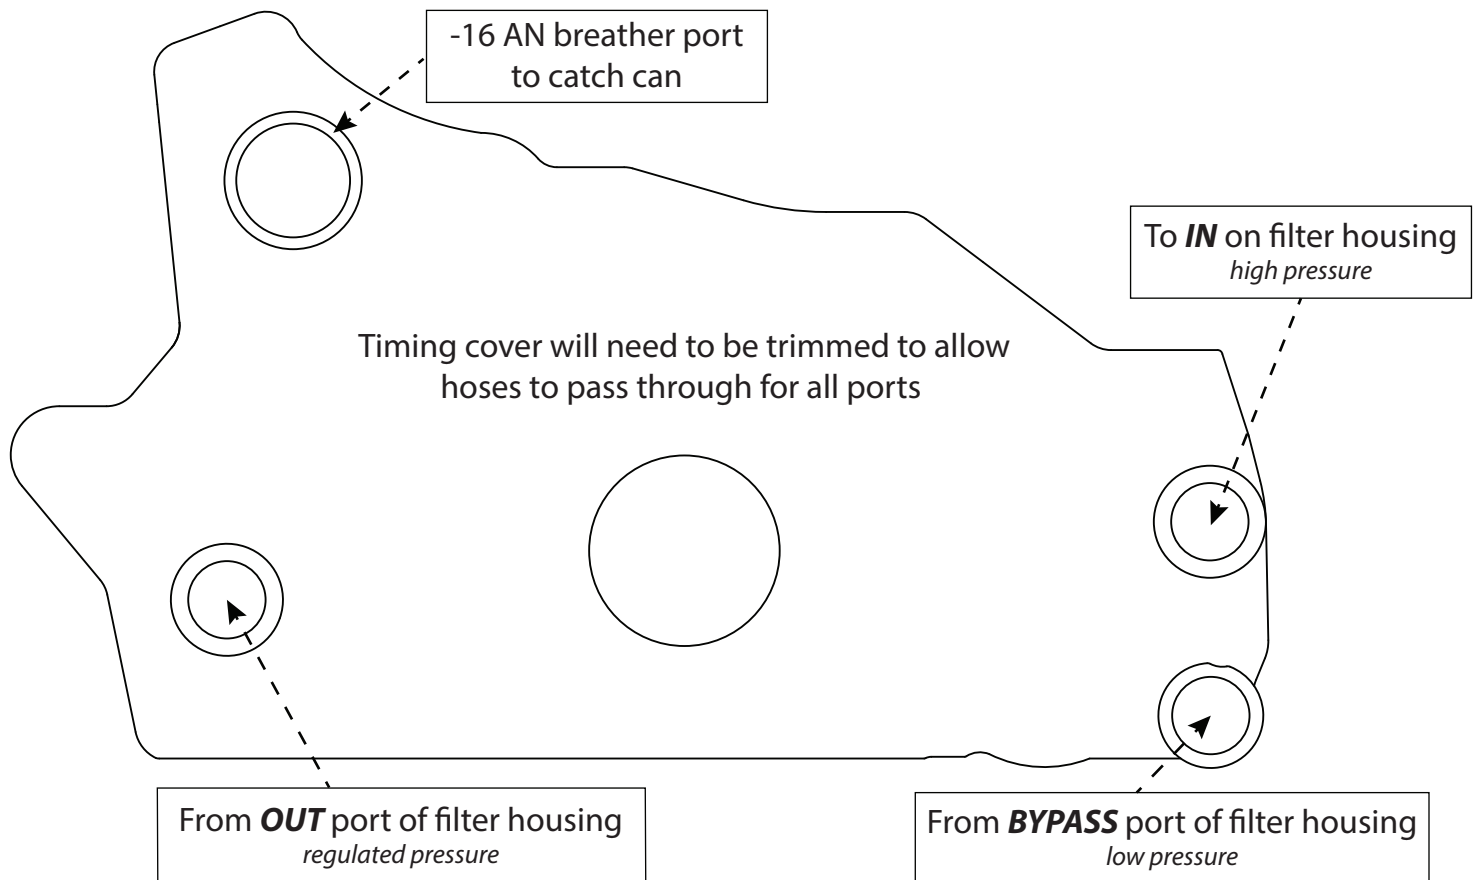 -16 AN breather port
to catch can
To IN on filter housing
high pressure
Timing cover will need to be trimmed to allow
hoses to pass through for all ports
From OUT port of filter housing
regulated pressure
From BYPASS port of filter housing
low pressure